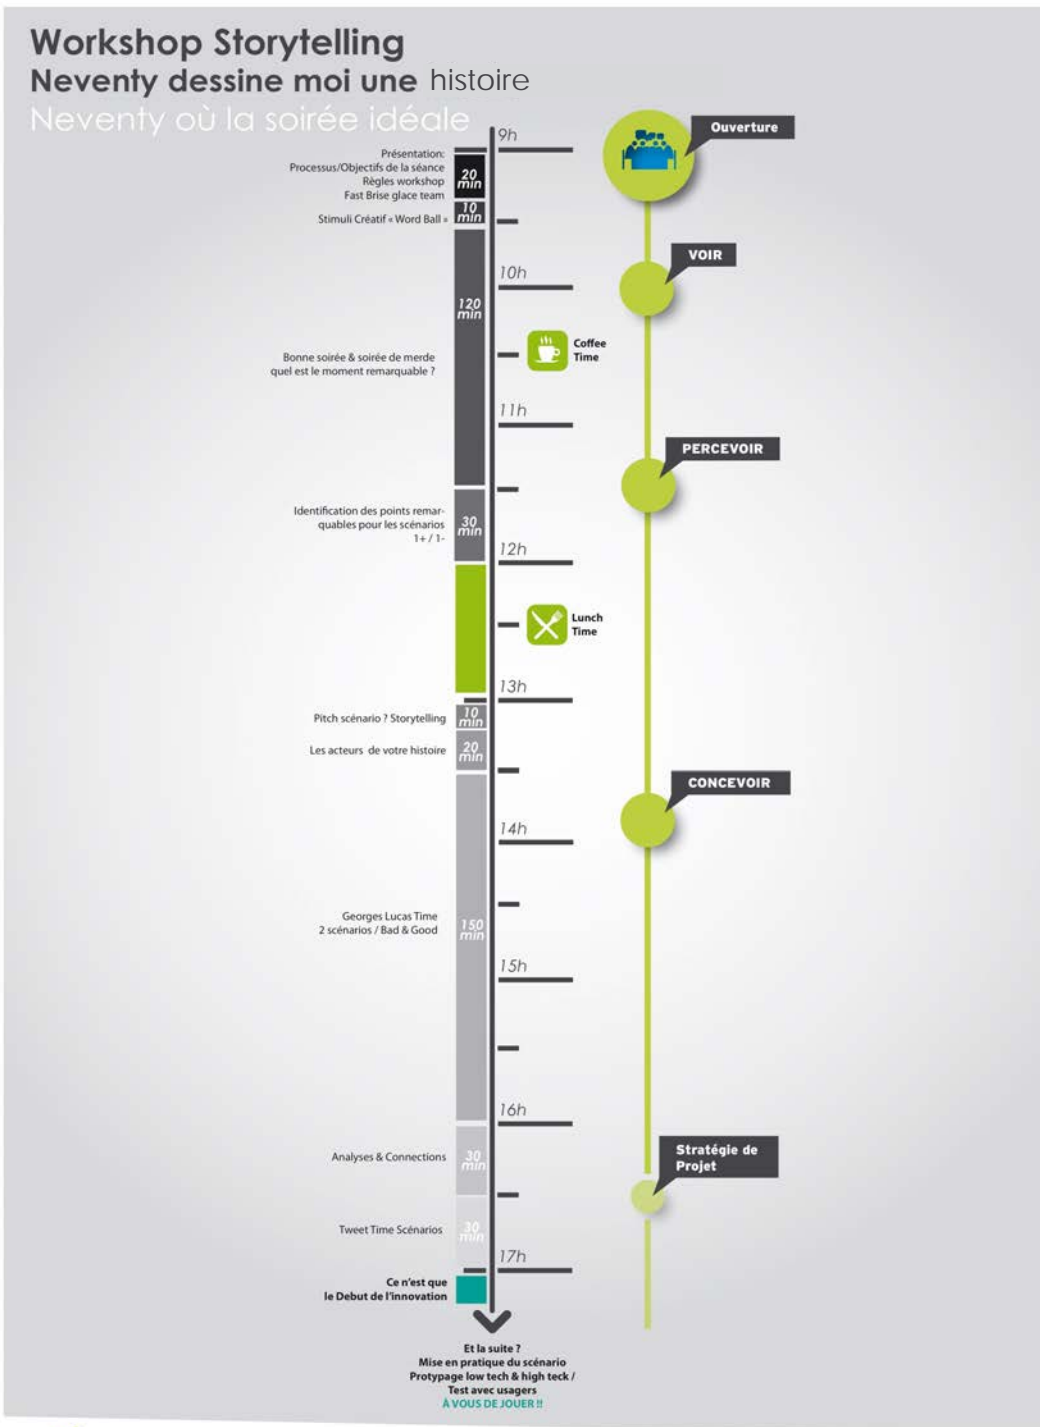 Workshop Storytelling
Neventy dessine moi une histoire
Neventy où la soirée idéale
9h
Ouverture
Présentation:
Processus/Objectifs de la séance
Règles workshop
Fast Brise glace team
20
min
Stimuli Créatif « Word Ball »
10
min
VOIR
10h
120
min
Coffee
Time
Bonne soirée & soirée de merde
quel est le moment remarquable ?
11h
PERCEVOIR
Identification des points remar-
quables pour les scénarios
1+ / 1-
30
min
12h
Lunch
Time
13h
Pitch scénario ? Storytelling
10
min
Les acteurs de votre histoire
20
min
CONCEVOIR
14h
Georges Lucas Time
2 scénarios / Bad & Good
150
min
15h
16h
Analyses & Connections
30
min
Stratégie de
Projet
Tweet Time Scénarios
30
min
17h
Ce n'est que
le Debut de l'innovation
Et la suite ?
Mise en pratique du scénario
Protypage low tech & high teck /
Test avec usagers
À VOUS DE JOUER !!